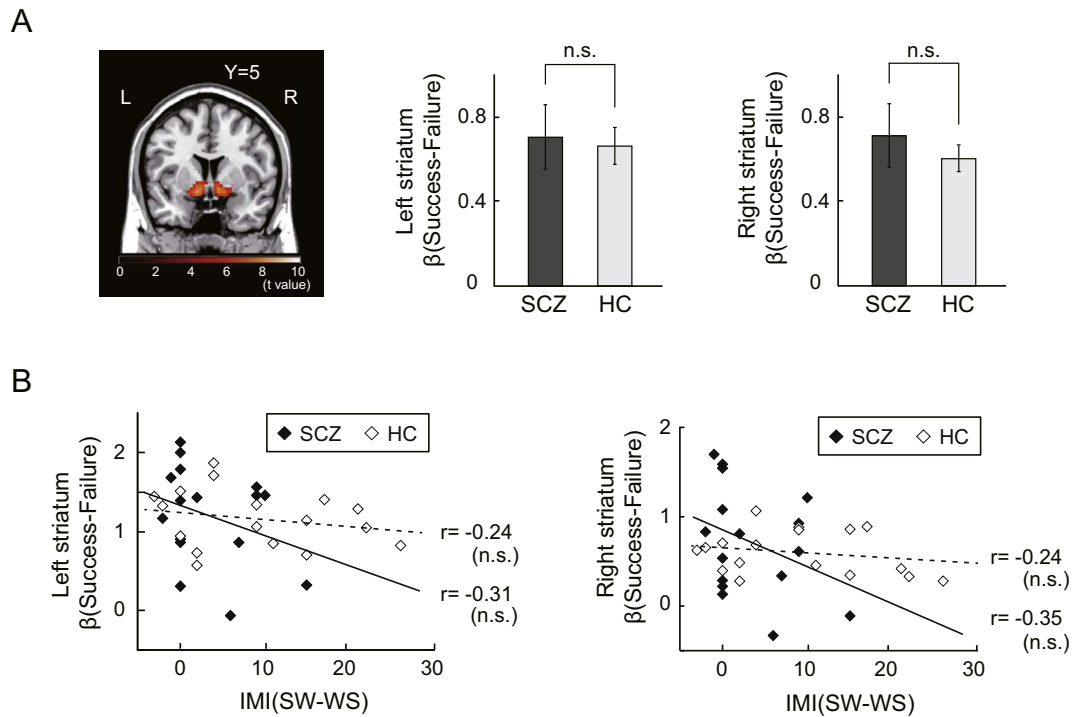 A
Y=5
L
R
0 2 4 6 8 10
(t value)
Left striatum
β(Success-Failure)
0.8
0.4
0
n.s.
SCZ HC
Right striatum
β(Success-Failure)
0.8
0.4
0
n.s.
SCZ HC
B
Left striatum
β(Success-Failure)
2
1
0
SCZ HC
r= -0.24
(n.s.)
r= -0.31
(n.s.)
0 10 20 30
IMI(SW-WS)
Right striatum
β(Success-Failure)
2
1
0
SCZ HC
r= -0.24
(n.s.)
r= -0.35
(n.s.)
0 10 20 30
IMI(SW-WS)